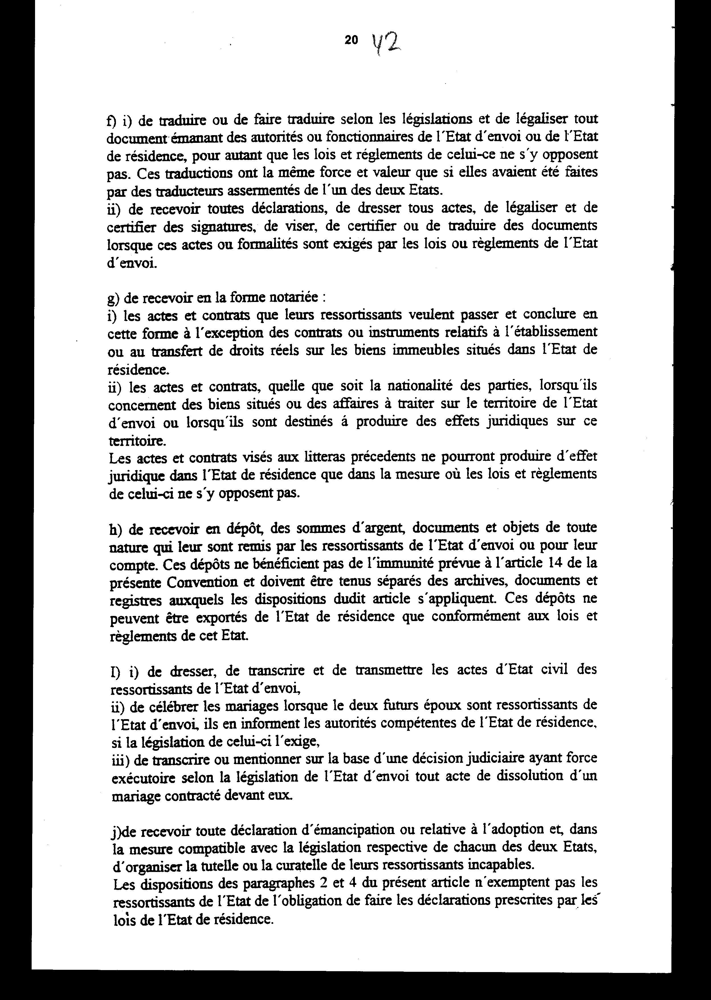 20 42
f) i) de traduire ou de faire traduire selon les législations et de légaliser tout
document émanant des autorités ou fonctionnaires de l´Etat d´envoi ou de l´Etat
de résidence, pour autant que les lois et réglements de celui-ce ne s´y opposent
pas. Ces traductions ont la même force et valeur que si elles avaient été faites
par des traducteurs assermentés de l´un des deux Etats.
ii) de recevoir toutes déclarations, de dresser tous actes, de légaliser et de
certifier des signatures, de viser, de certifier ou de traduire des documents
lorsque ces actes ou formalités sont exigés par les lois ou règlements de l´Etat
d´envoi.
g) de recevoir en la forme notariée :
i) les actes et contrats que leurs ressortissants veulent passer et conclure en
cette forme à l´exception des contrats ou instruments relatifs à l´établissement
ou au transfert de droits réels sur les biens immeubles situés dans l´Etat de
résidence.
ii) les actes et contrats, quelle que soit la nationalité des parties, lorsqu´ils
concernent des biens situés ou des affaires à traiter sur le territoire de l´Etat
d´envoi ou lorsqu´ils sont destinés á produire des effets juridiques sur ce
territoire.
Les actes et contrats visés aux litteras précedents ne pourront produire d´effet
juridique dans l´Etat de résidence que dans la mesure où les lois et règlements
de celui-ci ne s´y opposent pas.
h) de recevoir en dépôt, des sommes d´argent, documents et objets de toute
nature qui leur sont remis par les ressortissants de l´Etat d´envoi ou pour leur
compte. Ces dépôts ne bénéficient pas de l´immunité prévue à l´article 14 de la
présente Convention et doivent être tenus séparés des archives, documents et
registres auxquels les dispositions dudit article s´appliquent. Ces dépôts ne
peuvent être exportés de l´Etat de résidence que conformément aux lois et
règlements de cet Etat.
I) i) de dresser, de transcrire et de transmettre les actes d´Etat civil des
ressortissants de l´Etat d´envoi,
ii) de célébrer les mariages lorsque le deux futurs époux sont ressortissants de
l´Etat d´envoi, ils en informent les autorités compétentes de l´Etat de résidence,
si la législation de celui-ci l´exige,
iii) de transcrire ou mentionner sur la base d´une décision judiciaire ayant force
exécutoire selon la législation de l´Etat d´envoi tout acte de dissolution d´un
mariage contracté devant eux.
j)de recevoir toute déclaration d´émancipation ou relative à l´adoption et, dans
la mesure compatible avec la législation respective de chacun des deux Etats,
d´organiser la tutelle ou la curatelle de leurs ressortissants incapables.
Les dispositions des paragraphes 2 et 4 du présent article n´exemptent pas les
ressortissants de l´Etat de l´obligation de faire les déclarations prescrites par les
lois de l´Etat de résidence.